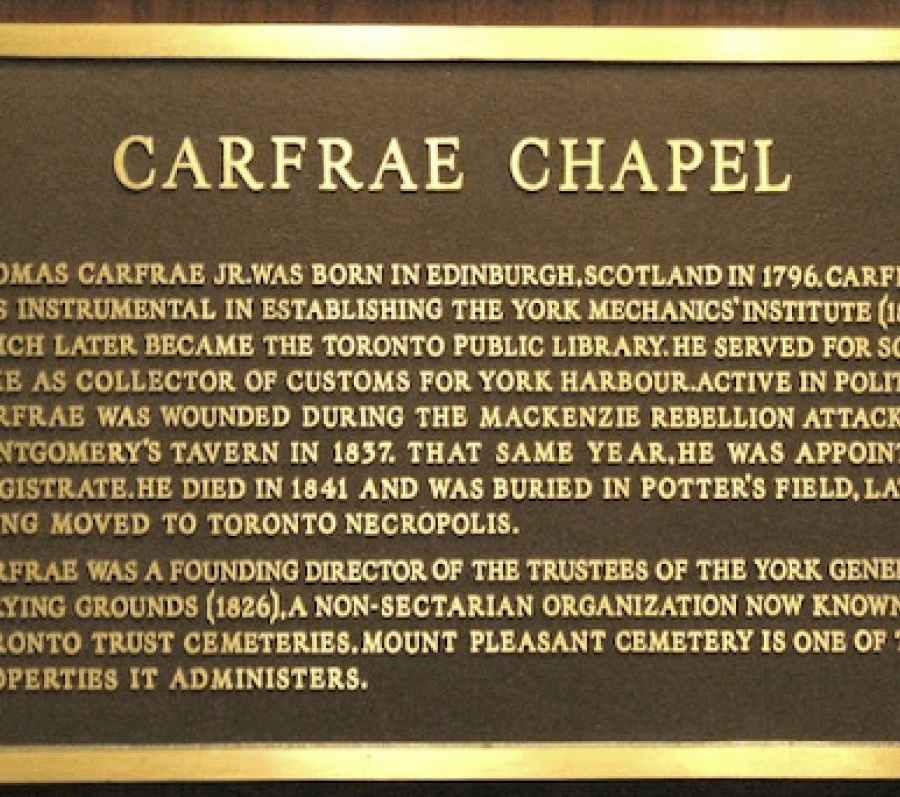 CARFRAE CHAPEL
OMAS CARFRAE JR. WAS BORN IN EDINBURGH, SCOTLAND IN 1796. CARF
S INSTRUMENTAL IN ESTABLISHING THE YORK MECHANICS' INSTITUTE (18
ICH LATER BECAME THE TORONTO PUBLIC LIBRARY. HE SERVED FOR SO
E AS COLLECTOR OF CUSTOMS FOR YORK HARBOUR. ACTIVE IN POLIT
RFRAE WAS WOUNDED DURING THE MACKENZIE REBELLION ATTACK
NTGOMERY'S TAVERN IN 1837. THAT SAME YEAR, HE WAS APPOINT
GISTRATE. HE DIED IN 1841 AND WAS BURIED IN POTTER'S FIELD, LA
ING MOVED TO TORONTO NECROPOLIS.
RFRAE WAS A FOUNDING DIRECTOR OF THE TRUSTEES OF THE YORK GENE
YING GROUNDS (1826), A NON-SECTARIAN ORGANIZATION NOW KNOWN
RONTO TRUST CEMETERIES. MOUNT PLEASANT CEMETERY IS ONE OF T
OPERTIES IT ADMINISTERS.